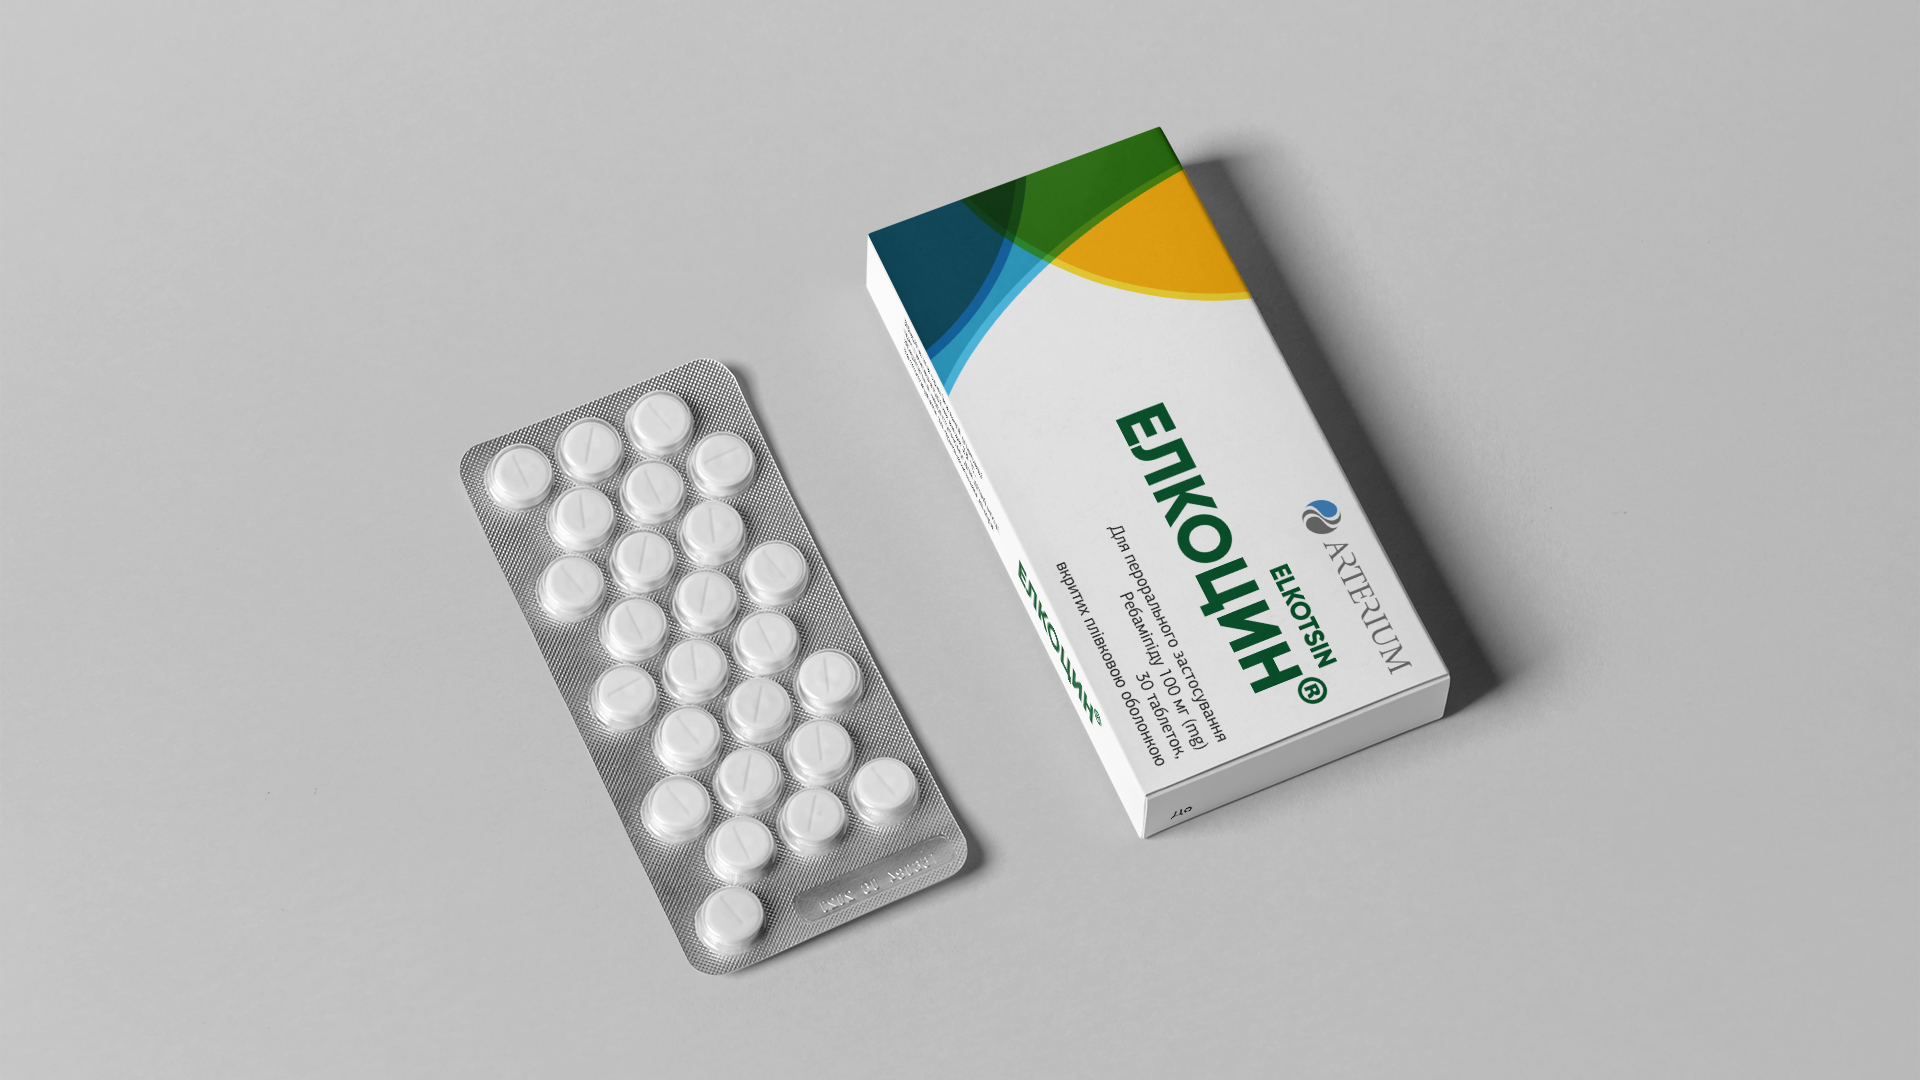 ARTERIUM
ELKOTSIN
ЕЛКОЦИН®
Для перорального застосування
Ребаміпіду 100 мг (mg)
30 таблеток,
вкритих плівковою оболонкою
ЕЛКОЦИН®